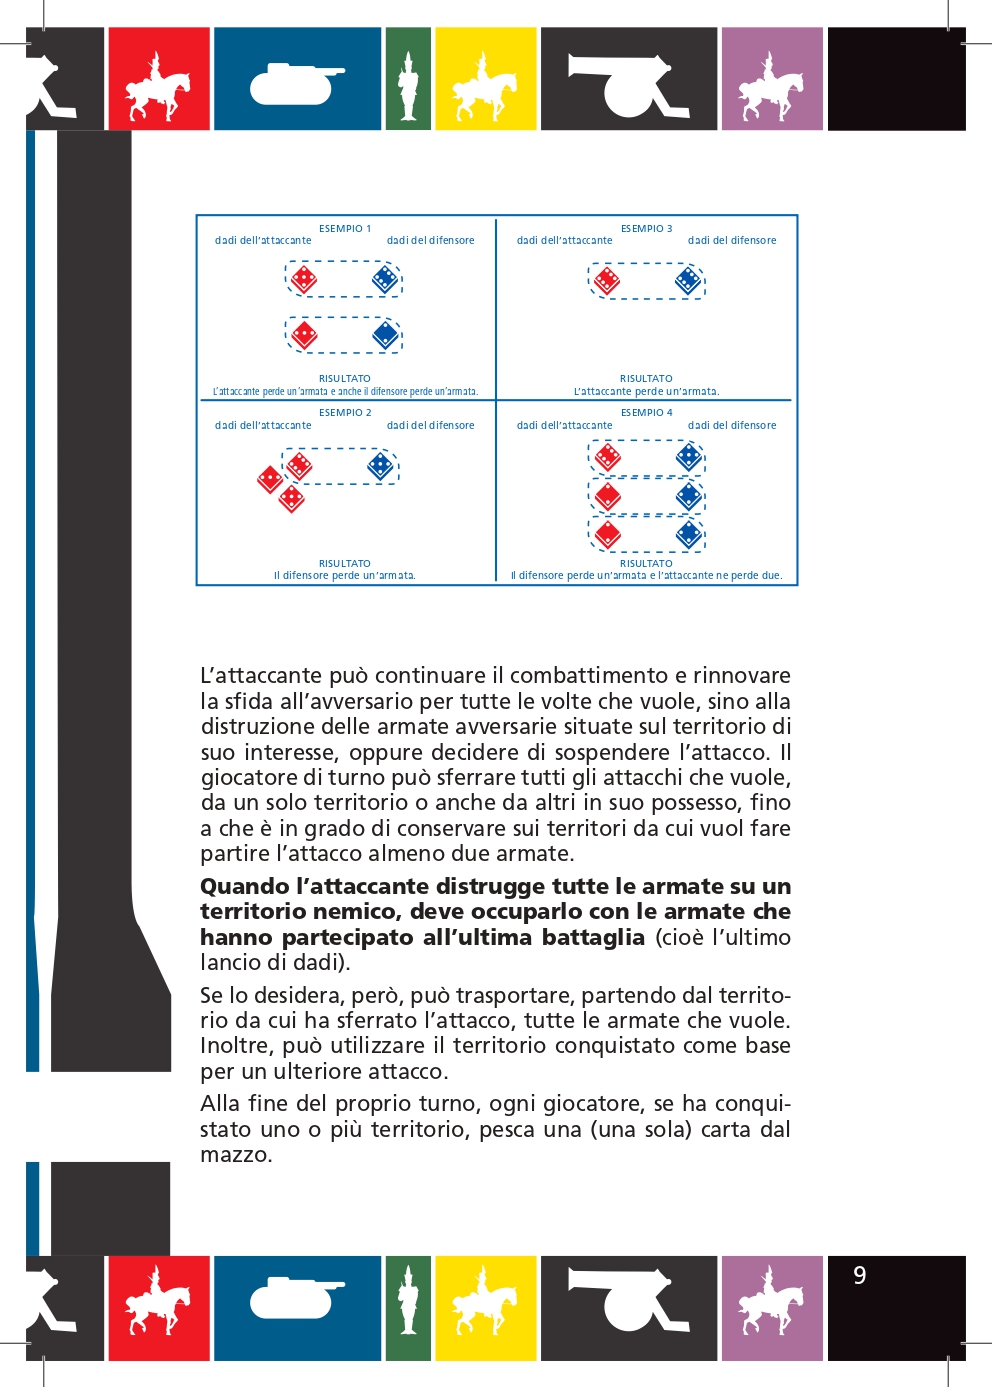 ESEMPIO 1
dadi dell’attaccante dadi del difensore
RISULTATO
L’attaccante perde un’armata e anche il difensore perde un’armata.
ESEMPIO 3
dadi dell’attaccante dadi del difensore
RISULTATO
L’attaccante perde un’armata.
ESEMPIO 2
dadi dell’attaccante dadi del difensore
RISULTATO
Il difensore perde un’armata.
ESEMPIO 4
dadi dell’attaccante dadi del difensore
RISULTATO
Il difensore perde un’armata e l’attaccante ne perde due.
L’attaccante può continuare il combattimento e rinnovare
la sfida all’avversario per tutte le volte che vuole, sino alla
distruzione delle armate avversarie situate sul territorio di
suo interesse, oppure decidere di sospendere l’attacco. Il
giocatore di turno può sferrare tutti gli attacchi che vuole,
da un solo territorio o anche da altri in suo possesso, fino
a che è in grado di conservare sui territori da cui vuol fare
partire l’attacco almeno due armate.
Quando l’attaccante distrugge tutte le armate su un
territorio nemico, deve occuparlo con le armate che
hanno partecipato all’ultima battaglia (cioè l’ultimo
lancio di dadi).
Se lo desidera, però, può trasportare, partendo dal territo-
rio da cui ha sferrato l’attacco, tutte le armate che vuole.
Inoltre, può utilizzare il territorio conquistato come base
per un ulteriore attacco.
Alla fine del proprio turno, ogni giocatore, se ha conqui-
stato uno o più territorio, pesca una (una sola) carta dal
mazzo.
9